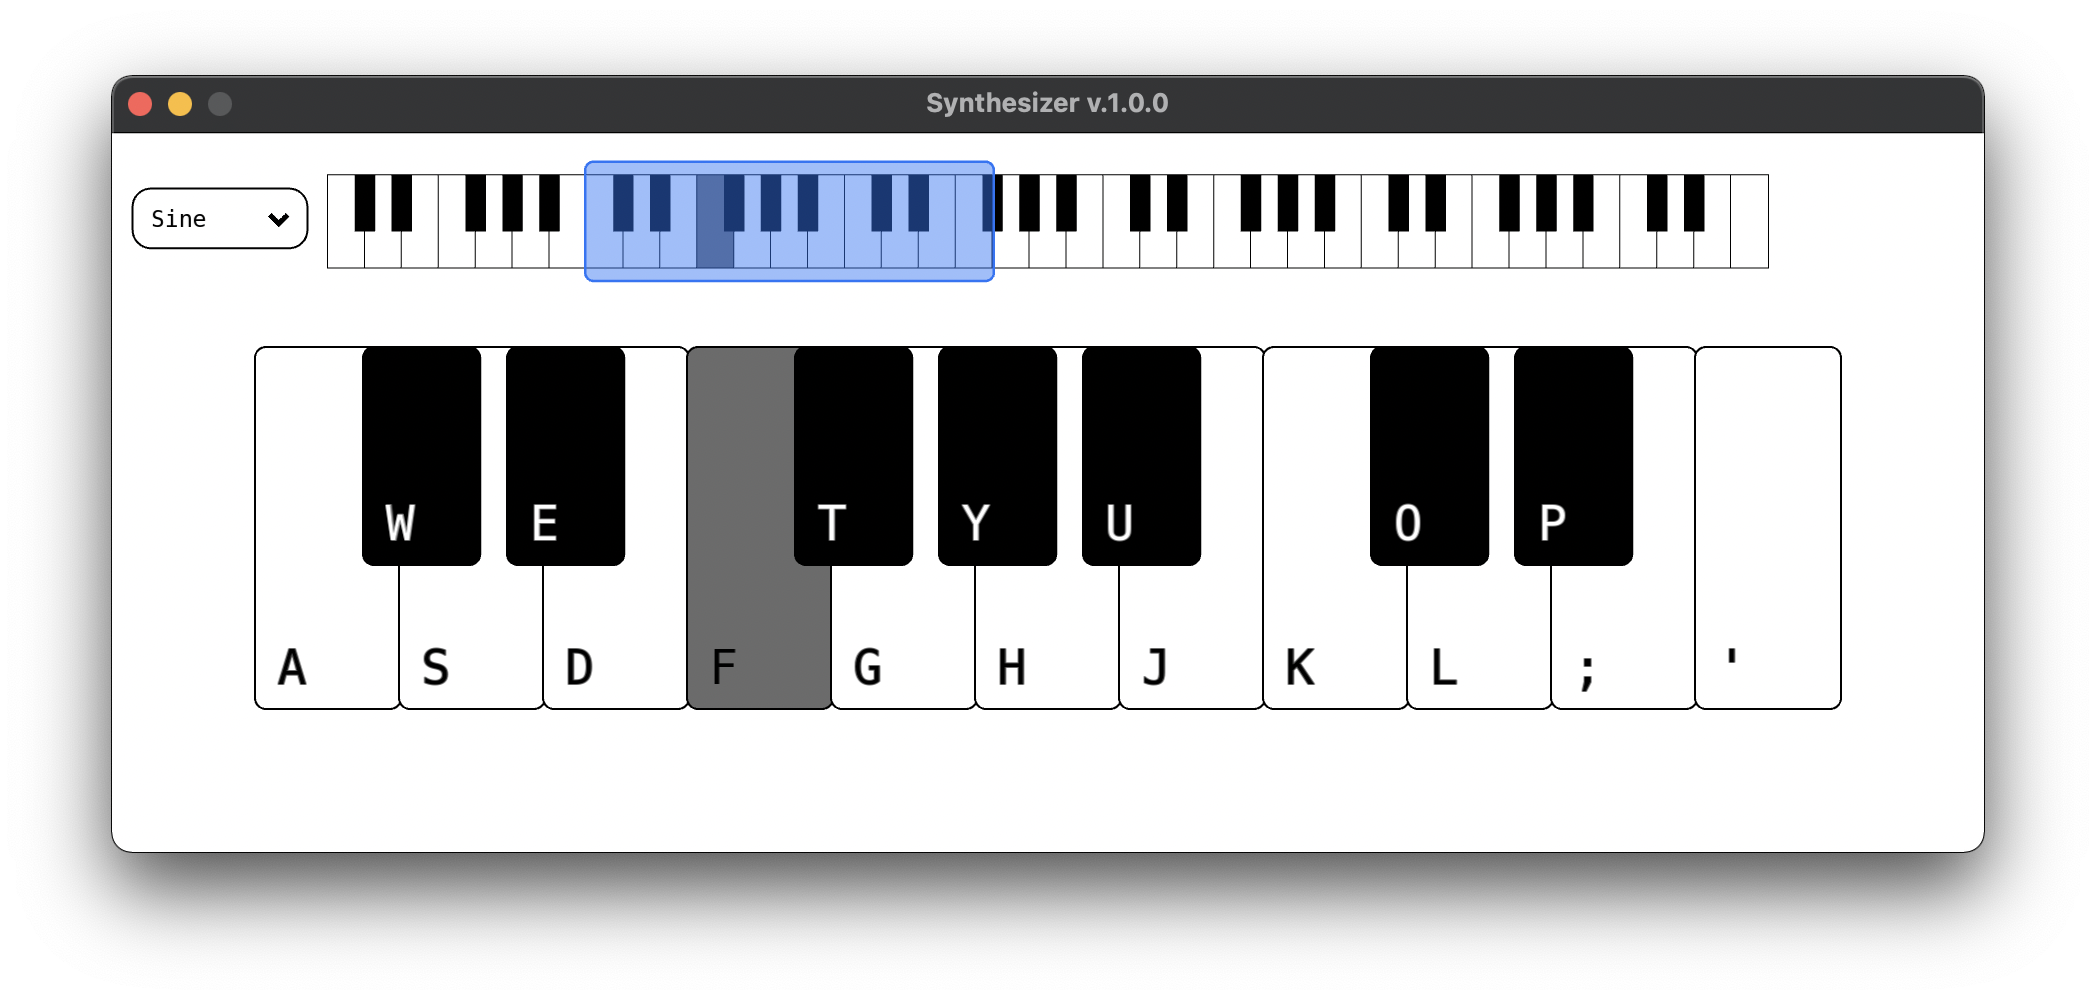 Synthesizer v.1.0.0
Sine
W E T Y U O P
A S D F G H J K L ; '